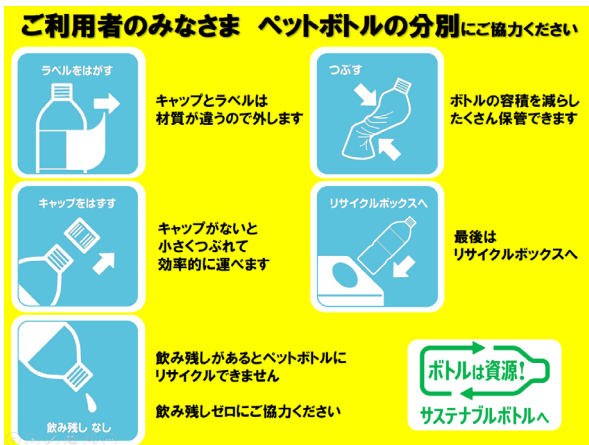 ご利用者のみなさま ペットボトルの分別にご協力ください
ラベルをはがす
キャップとラベルは
材質が違うので外します
キャップをはずす
キャップがないと
小さくつぶれて
効率的に運べます
飲み残し なし
飲み残しがあるとペットボトルに
リサイクルできません
飲み残しゼロにご協力ください
つぶす
ボトルの容積を減らし
たくさん保管できます
リサイクルボックスへ
最後は
リサイクルボックスへ
ボトルは資源!
サステナブルボトルへ